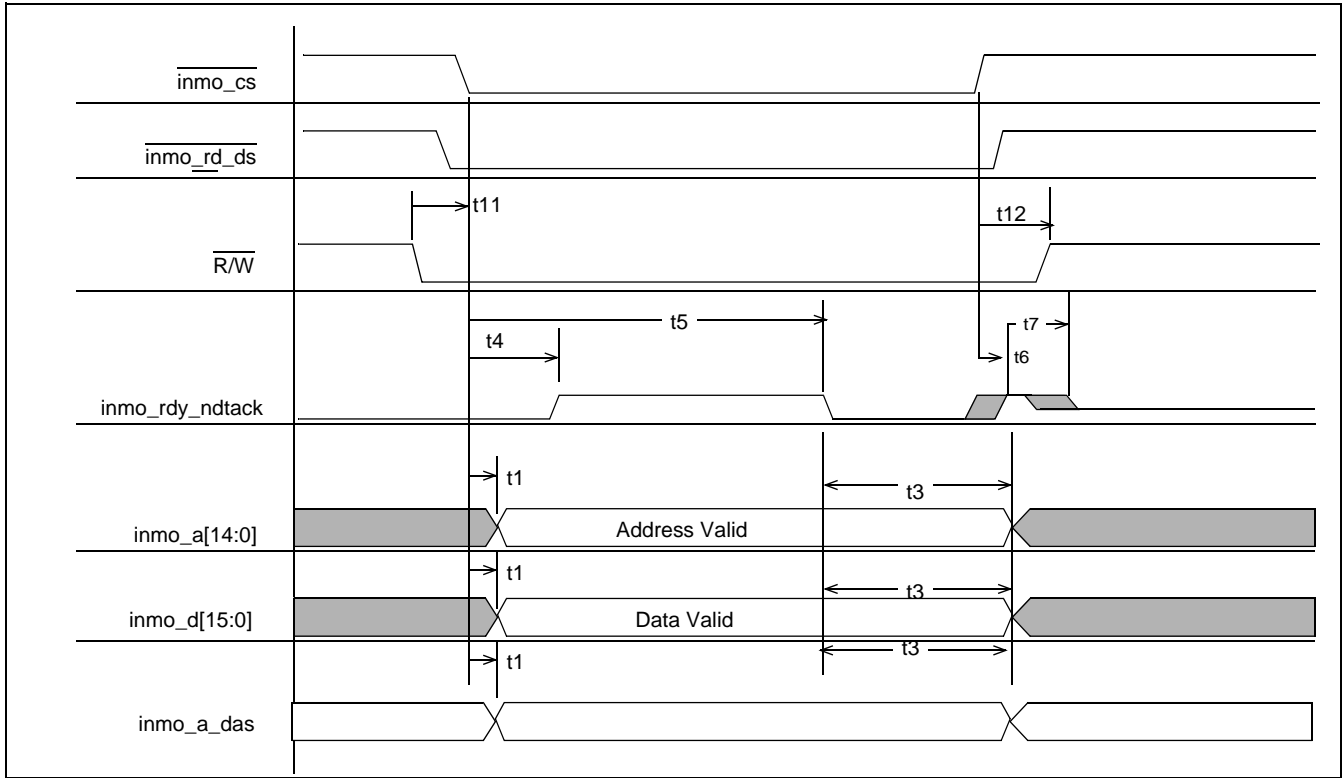 inmo_cs
inmo_rd_ds
t11
t12
R/W
t5
t7
t4
t6
inmo_rdy_ndtack
t1
t3
inmo_a[14:0]
Address Valid
t1
t3
inmo_d[15:0]
Data Valid
t1
t3
inmo_a_das